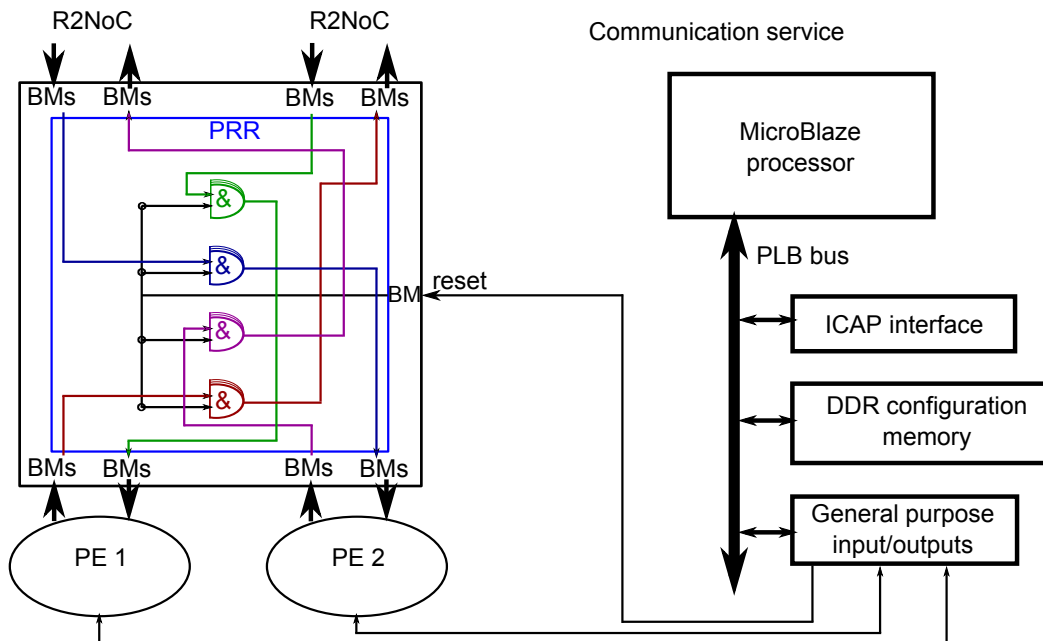 R2NoC
R2NoC
Communication service
BMs
BMs
BMs
BMs
PRR
&
&
&
&
BM
reset
BMs
BMs
BMs
BMs
PE 1
PE 2
MicroBlaze
processor
PLB bus
ICAP interface
DDR configuration
memory
General purpose
input/outputs